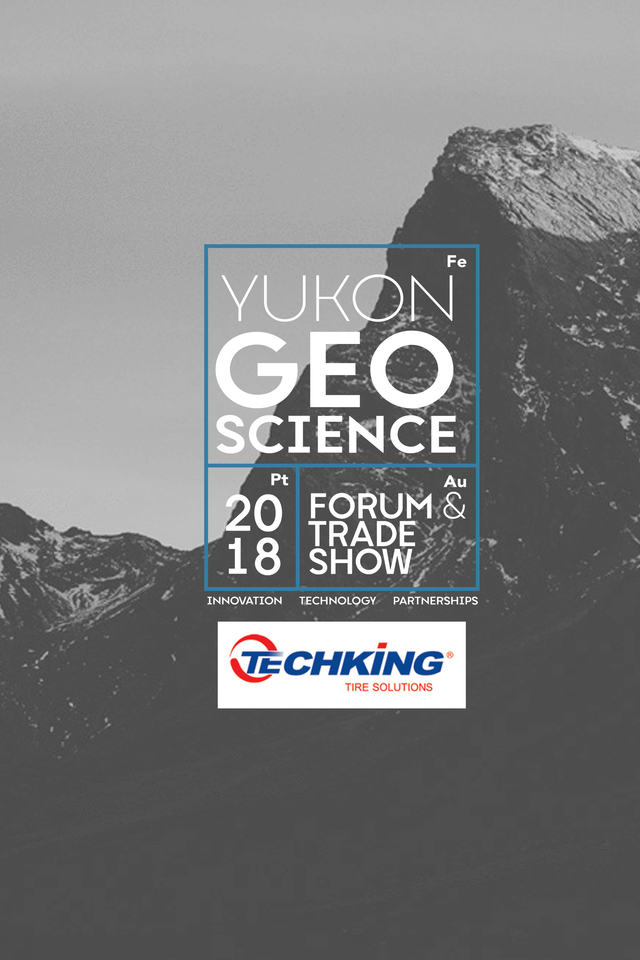 Fe
YUKON
GEO
SCIENCE
Pt
20
18
Au
FORUM &
TRADE
SHOW
INNOVATION TECHNOLOGY PARTNERSHIPS
TECHKING®
TIRE SOLUTIONS